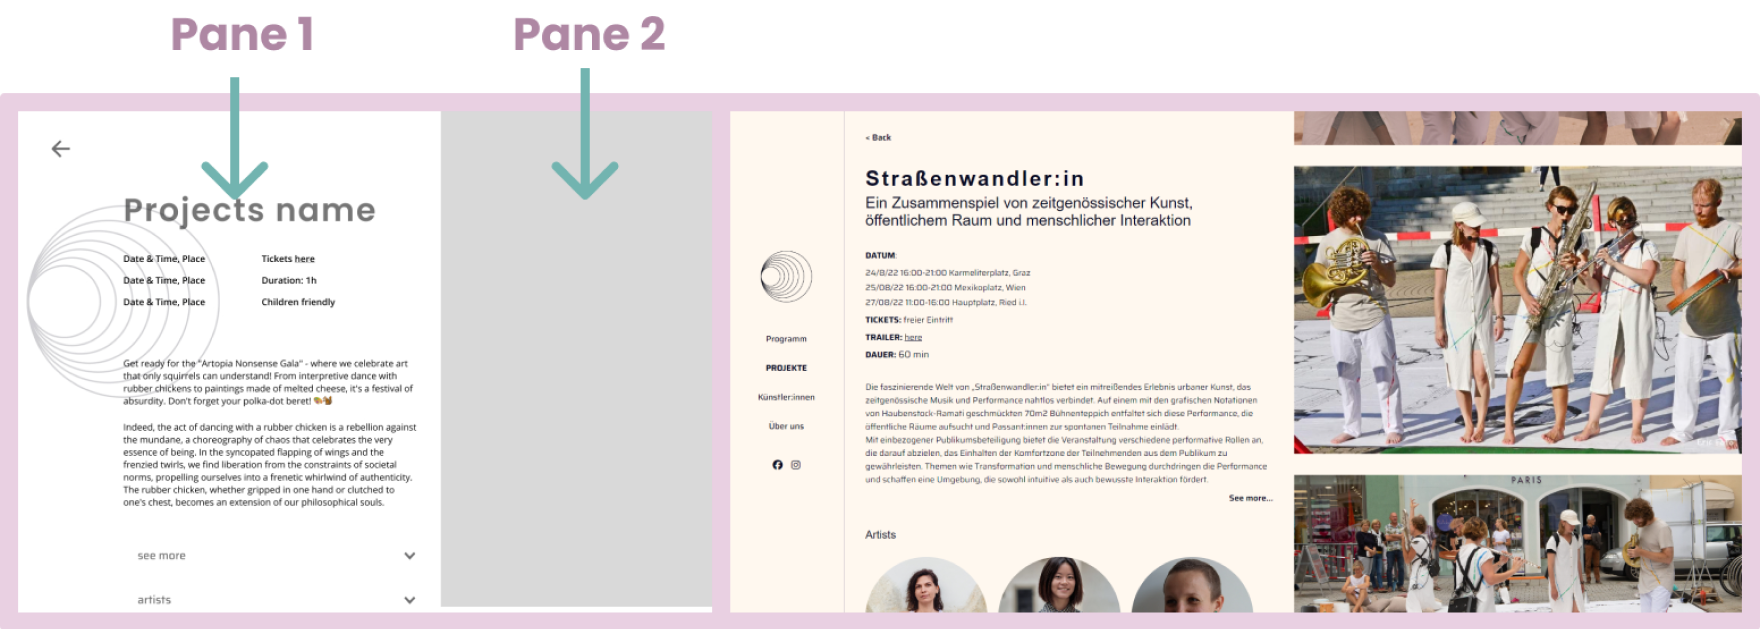 Pane 1
Pane 2
Projects name
Date & Time, Place
Tickets here
Date & Time, Place
Duration: 1h
Date & Time, Place
Children friendly
Get ready for the "Artopia Nonsense Gala" - where we celebrate art
that only squirrels can understand! From interpretive dance with
rubber chickens to paintings made of melted cheese, it's a festival of
absurdity. Don't forget your polka-dot beret! 🎨🐿️
Indeed, the act of dancing with a rubber chicken is a rebellion against
the mundane, a choreography of chaos that celebrates the very
essence of being. In the syncopated flapping of wings and the
frenzied twirls, we find liberation from the constraints of societal
norms, propelling ourselves into a frenetic whirlwind of authenticity.
The rubber chicken, whether gripped in one hand or clutched to
one's chest, becomes an extension of our philosophical souls.
see more
artists
Programm
PROJEKTE
Künstler:innen
Über uns
< Back
Straßenwandler:in
Ein Zusammenspiel von zeitgenössischer Kunst,
öffentlichem Raum und menschlicher Interaktion
DATUM:
24/8/22 16:00-21:00 Karmeliterplatz, Graz
25/08/22 16:00-21:00 Mexikoplatz, Wien
27/08/22 11:00-16:00 Hauptplatz, Ried i.I.
TICKETS: freier Eintritt
TRAILER: here
DAUER: 60 min
Die faszinierende Welt von „Straßenwandler:in" bietet ein mitreißendes Erlebnis urbaner Kunst, das
zeitgenössische Musik und Performance nahtlos verbindet. Auf einem mit den grafischen Notationen
von Haubenstock-Ramati geschmückten 70m2 Bühnenteppich entfaltet sich diese Performance, die
öffentliche Räume aufsucht und Passant:innen zur spontanen Teilnahme einlädt.
Mit einbezogener Publikumsbeteiligung bietet die Veranstaltung verschiedene performative Rollen an,
die darauf abzielen, das Einhalten der Komfortzone der Teilnehmenden aus dem Publikum zu
gewährleisten. Themen wie Transformation und menschliche Bewegung durchdringen die Performance
und schaffen eine Umgebung, die sowohl intuitive als auch bewusste Interaktion fördert.
See more...
Artists
PARIS